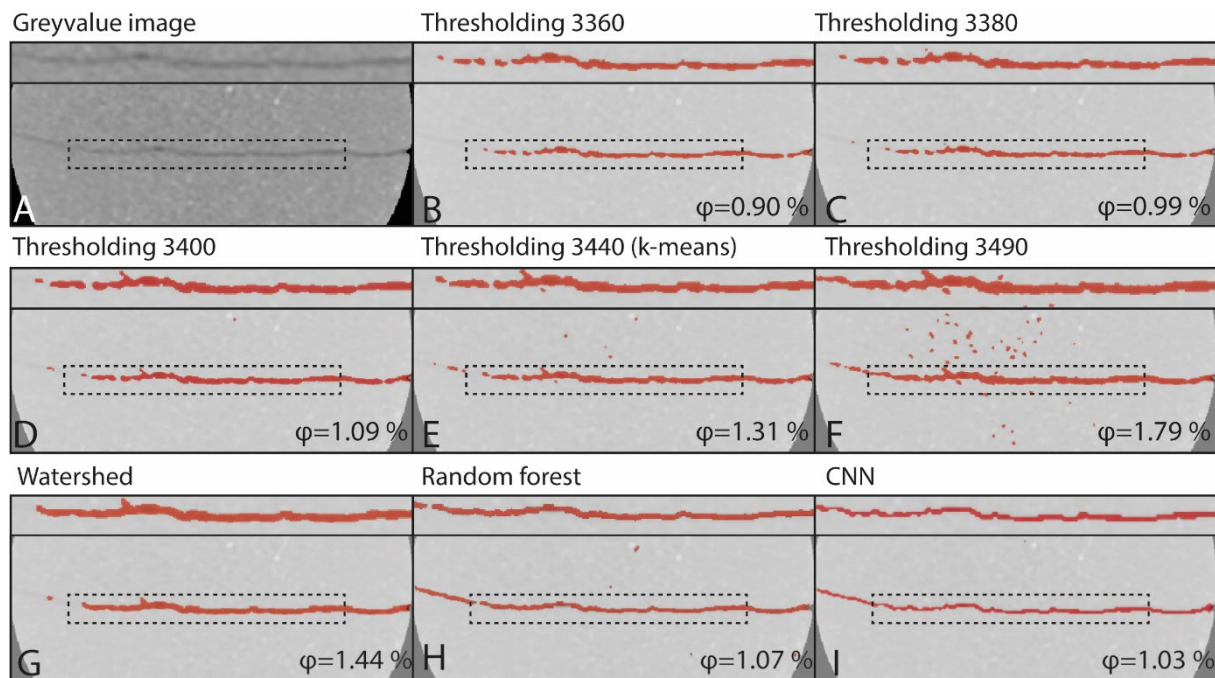 Greyvalue image
Thresholding 3360
Thresholding 3380
A
B
φ=0.90 %
C
φ=0.99 %
Thresholding 3400
Thresholding 3440 (k-means)
Thresholding 3490
D
φ=1.09 %
E
φ=1.31 %
F
φ=1.79 %
Watershed
Random forest
CNN
G
φ=1.44 %
H
φ=1.07 %
I
φ=1.03 %